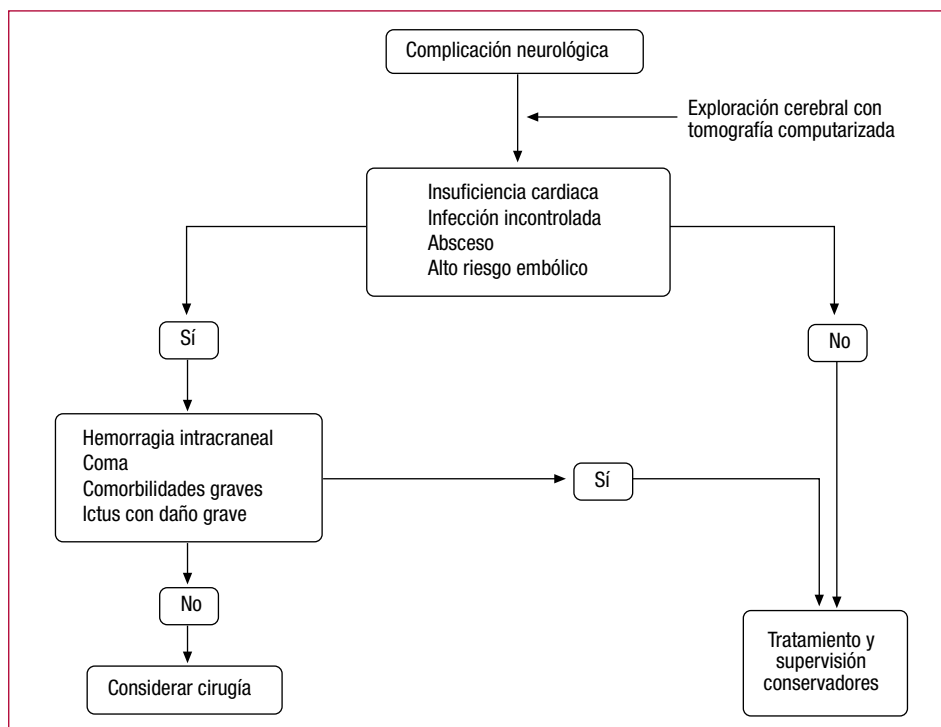 Complicación neurológica
Exploración cerebral con
tomografía computarizada
Insuficiencia cardiaca
Infección incontrolada
Absceso
Alto riesgo embólico
Sí
No
Hemorragia intracraneal
Coma
Comorbilidades graves
Ictus con daño grave
Sí
No
Considerar cirugía
Tratamiento y
supervisión
conservadores